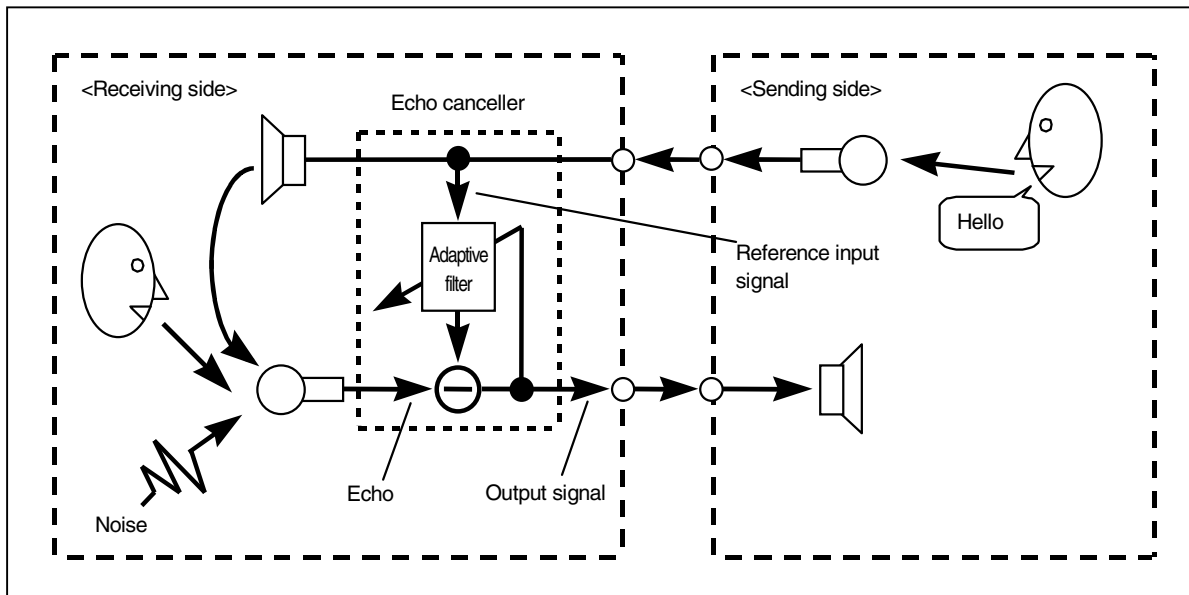 <Receiving side>
<Sending side>
Echo canceller
Hello
Adaptive
filter
Reference input
signal
Echo
Output signal
Noise